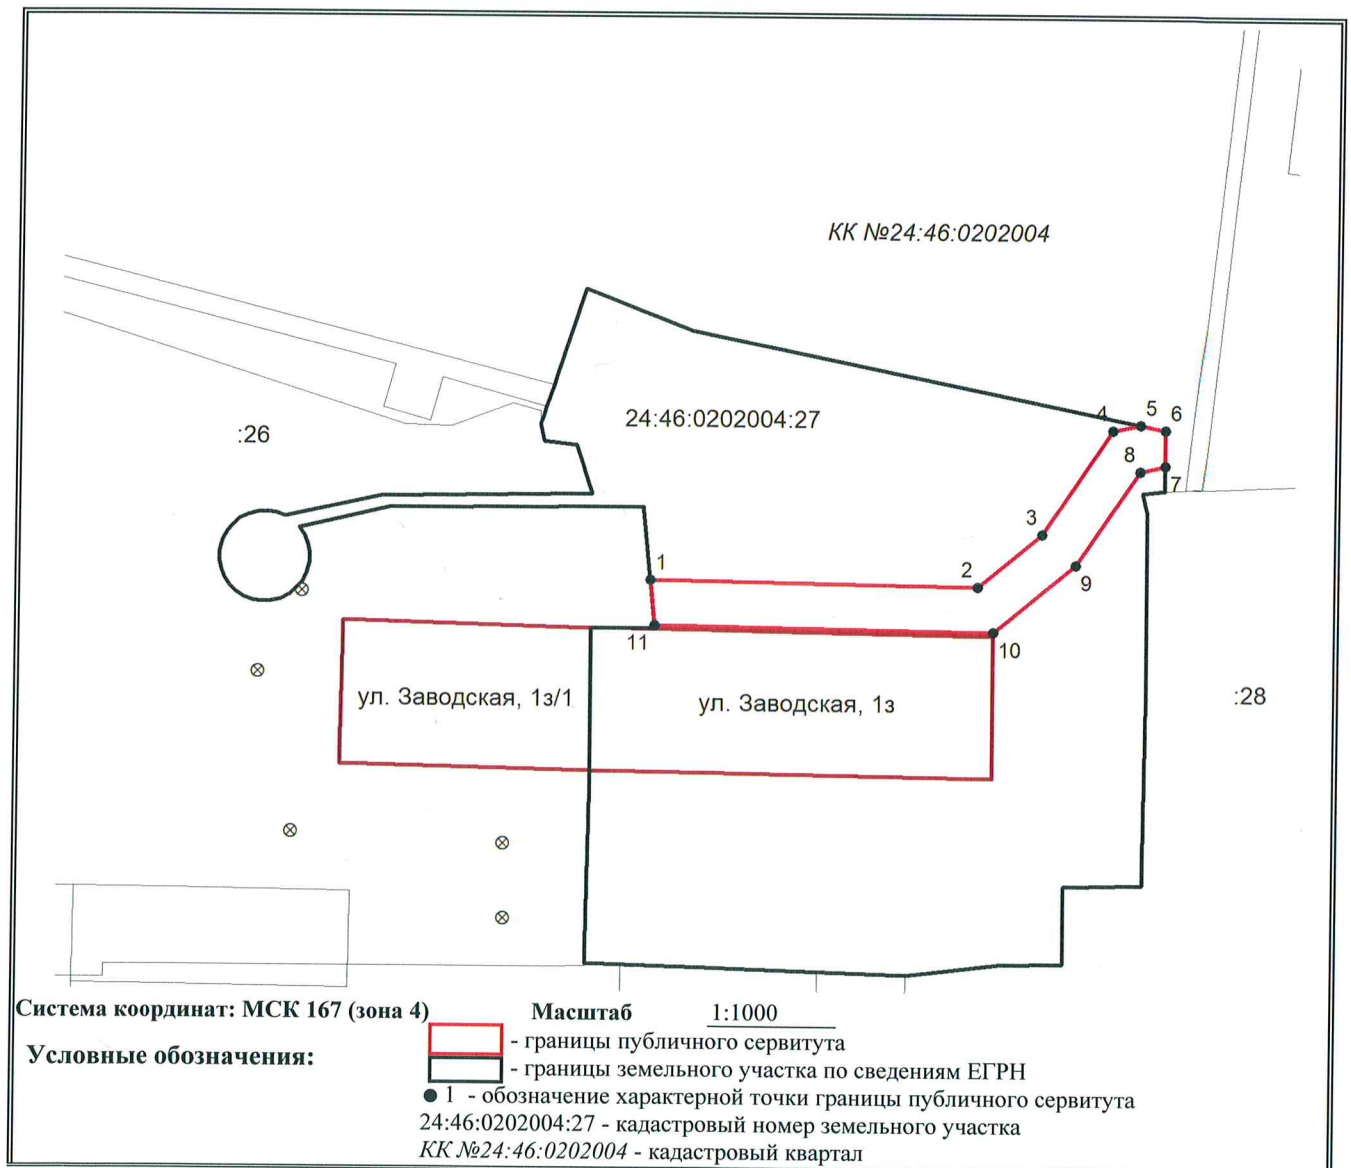 КК №24:46:0202004
24:46:0202004:27
:26
4
5
6
8
7
3
1
2
9
11
10
ул. Заводская, 1з/1
ул. Заводская, 1з
:28
Система координат: МСК 167 (зона 4) Масштаб 1:1000
Условные обозначения:
- границы публичного сервитута
- границы земельного участка по сведениям ЕГРН
● 1 - обозначение характерной точки границы публичного сервитута
24:46:0202004:27 - кадастровый номер земельного участка
КК №24:46:0202004 - кадастровый квартал